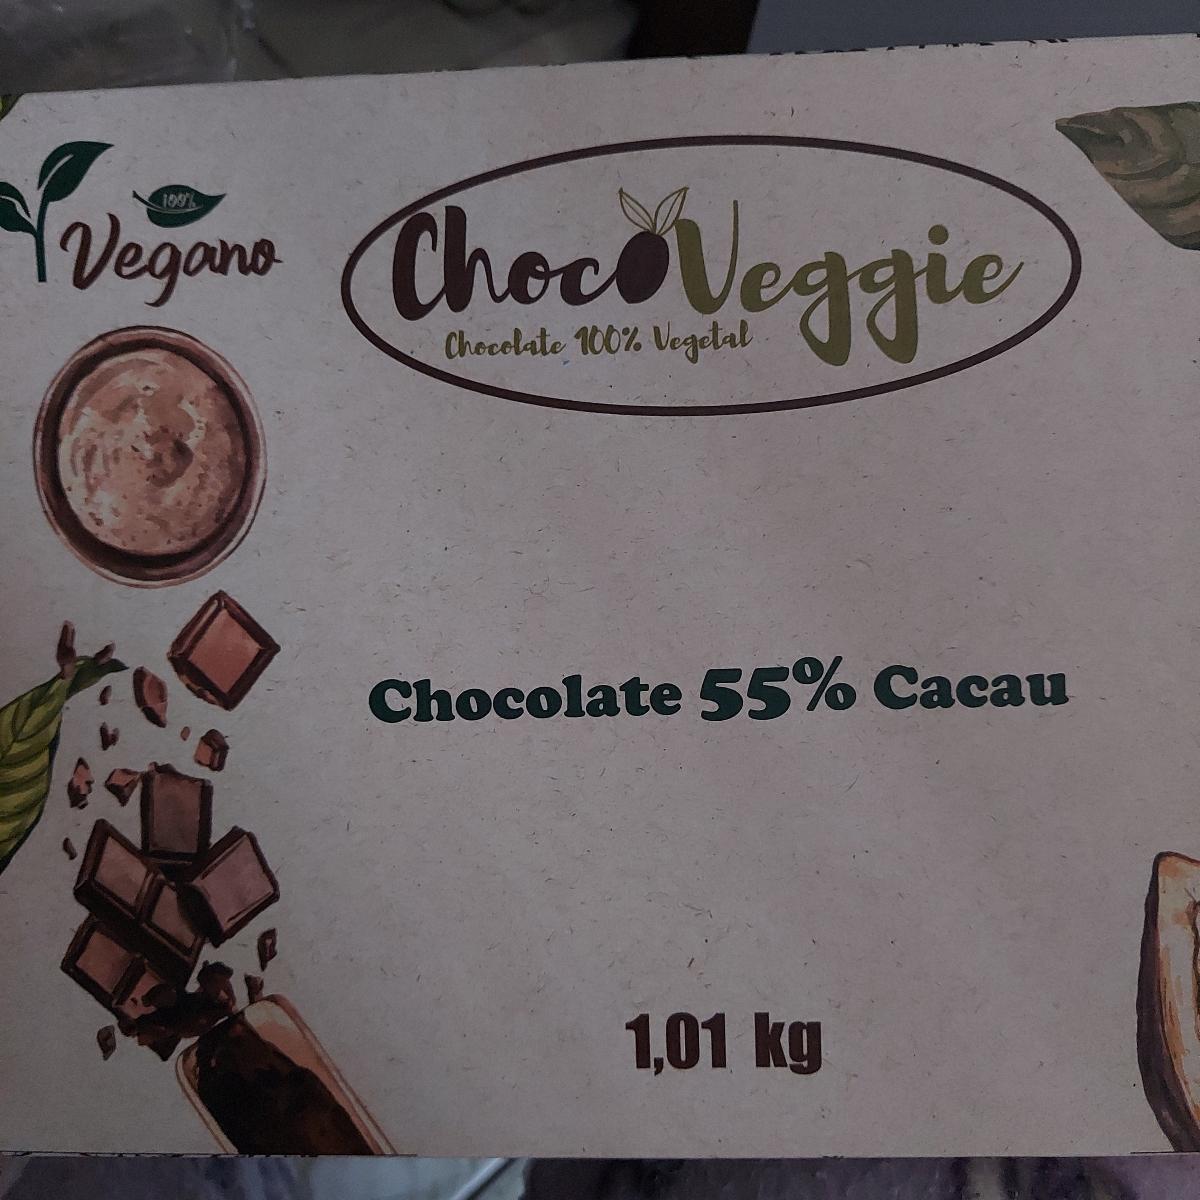 100%
Vegano
ChocoVeggie
Chocolate 100% Vegetal
Chocolate 55% Cacau
1,01 kg